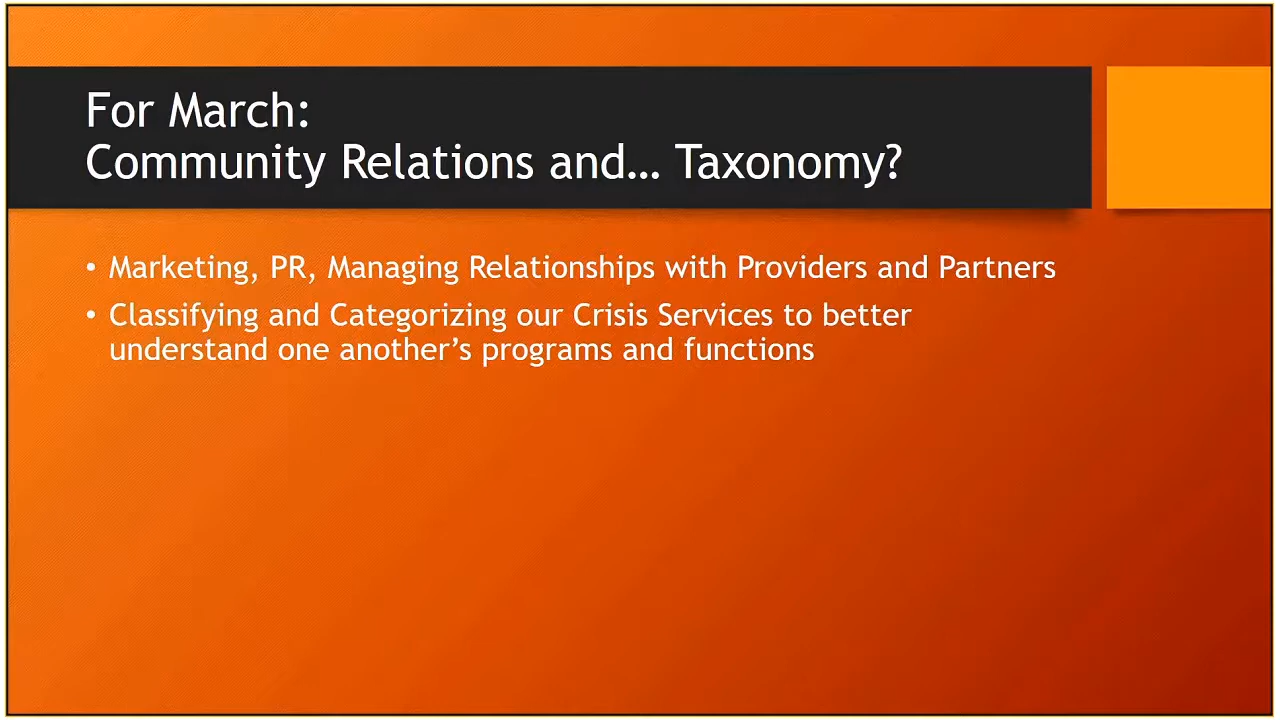 For March:
Community Relations and… Taxonomy?
• Marketing, PR, Managing Relationships with Providers and Partners
• Classifying and Categorizing our Crisis Services to better
understand one another's programs and functions